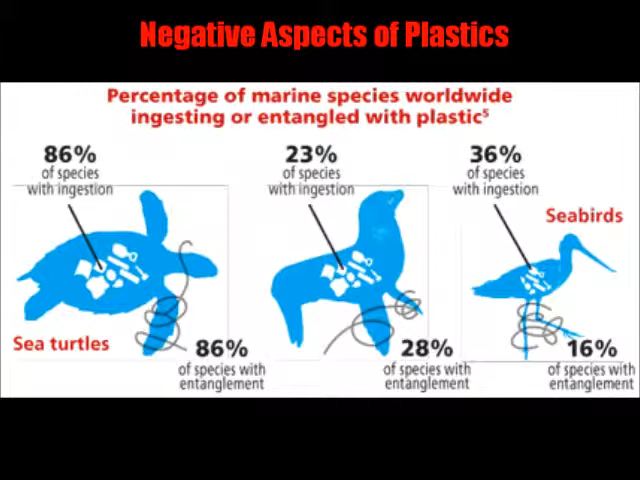 Negative Aspects of Plastics
Percentage of marine species worldwide
ingesting or entangled with plastic⁵
86%
of species
with ingestion
23%
of species
with ingestion
36%
of species
with ingestion
Seabirds
Sea turtles
86%
of species with
entanglement
28%
of species with
entanglement
16%
of species with
entanglement